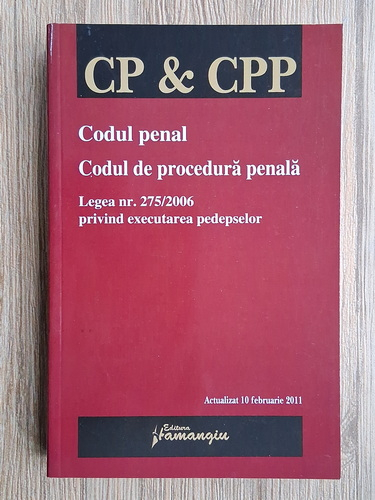 CP & CPP
Codul penal
Codul de procedură penală
Legea nr. 275/2006
privind executarea pedepselor
Actualizat 10 februarie 2011
Editura
Hamangiu